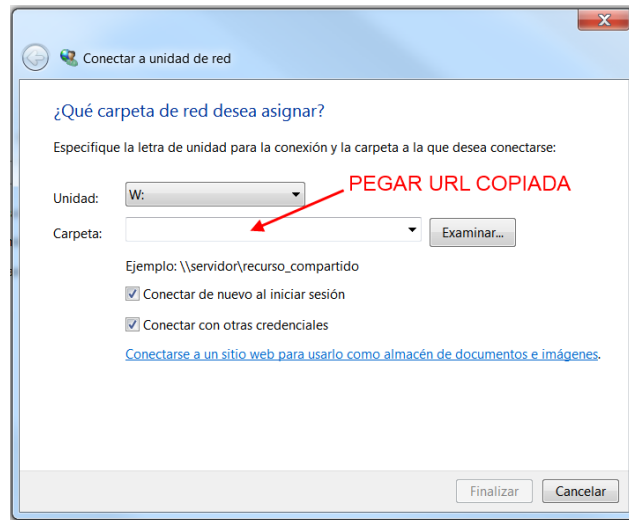 Conectar a unidad de red
¿Qué carpeta de red desea asignar?
Especifique la letra de unidad para la conexión y la carpeta a la que desea conectarse:
Unidad: W:
PEGAR URL COPIADA
Carpeta: Examinar...
Ejemplo: \\servidor\recurso_compartido
Conectar de nuevo al iniciar sesión
Conectar con otras credenciales
Conectarse a un sitio web para usarlo como almacén de documentos e imágenes.
Finalizar Cancelar